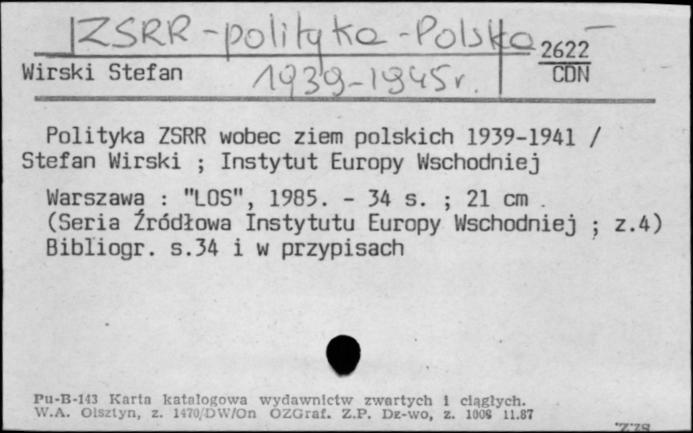 ZSRR - polityka - Polska
2622
Wirski Stefan 1939-1945 r. CDN
Polityka ZSRR wobec ziem polskich 1939-1941 /
Stefan Wirski ; Instytut Europy Wschodniej
Warszawa : "LOS", 1985. - 34 s. ; 21 cm .
(Seria Źródłowa Instytutu Europy Wschodniej ; z.4)
Bibliogr. s.34 i w przypisach
Pu-B-143 Karta katalogowa wydawnictw zwartych i ciągłych.
W.A. Olsztyn, z. 1470/DW/On OZGraf. Z.P. Dz-wo, z. 1008 11.87